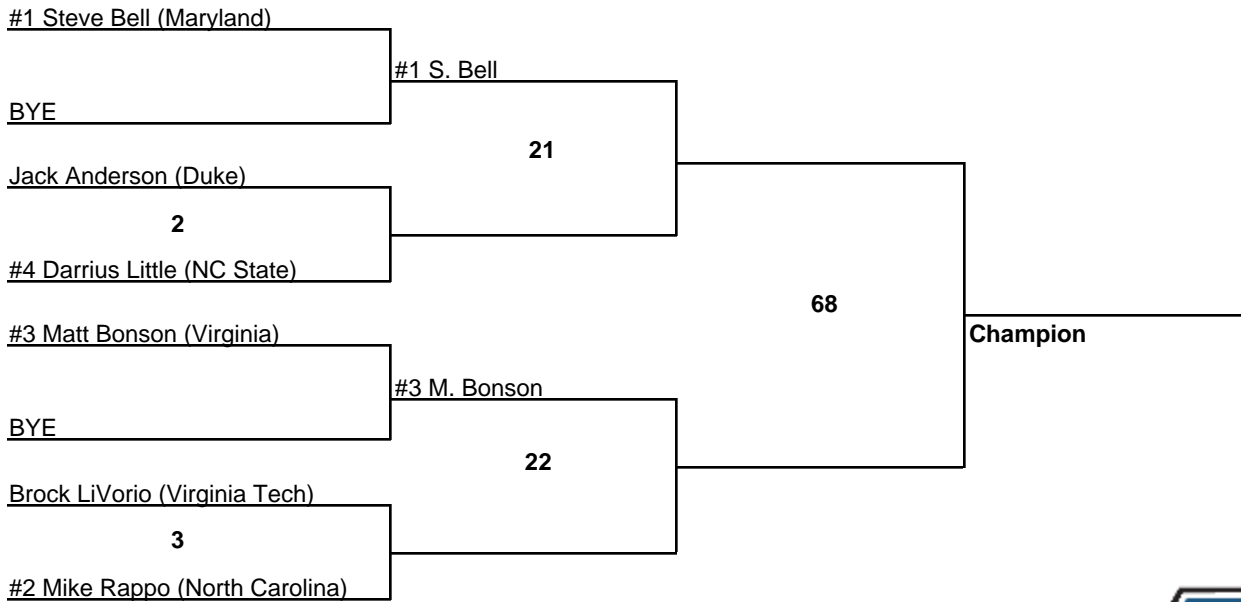 #1 Steve Bell (Maryland)
#1 S. Bell
BYE
21
Jack Anderson (Duke)
2
#4 Darrius Little (NC State)
68
#3 Matt Bonson (Virginia)
Champion
#3 M. Bonson
BYE
22
Brock LiVorio (Virginia Tech)
3
#2 Mike Rappo (North Carolina)